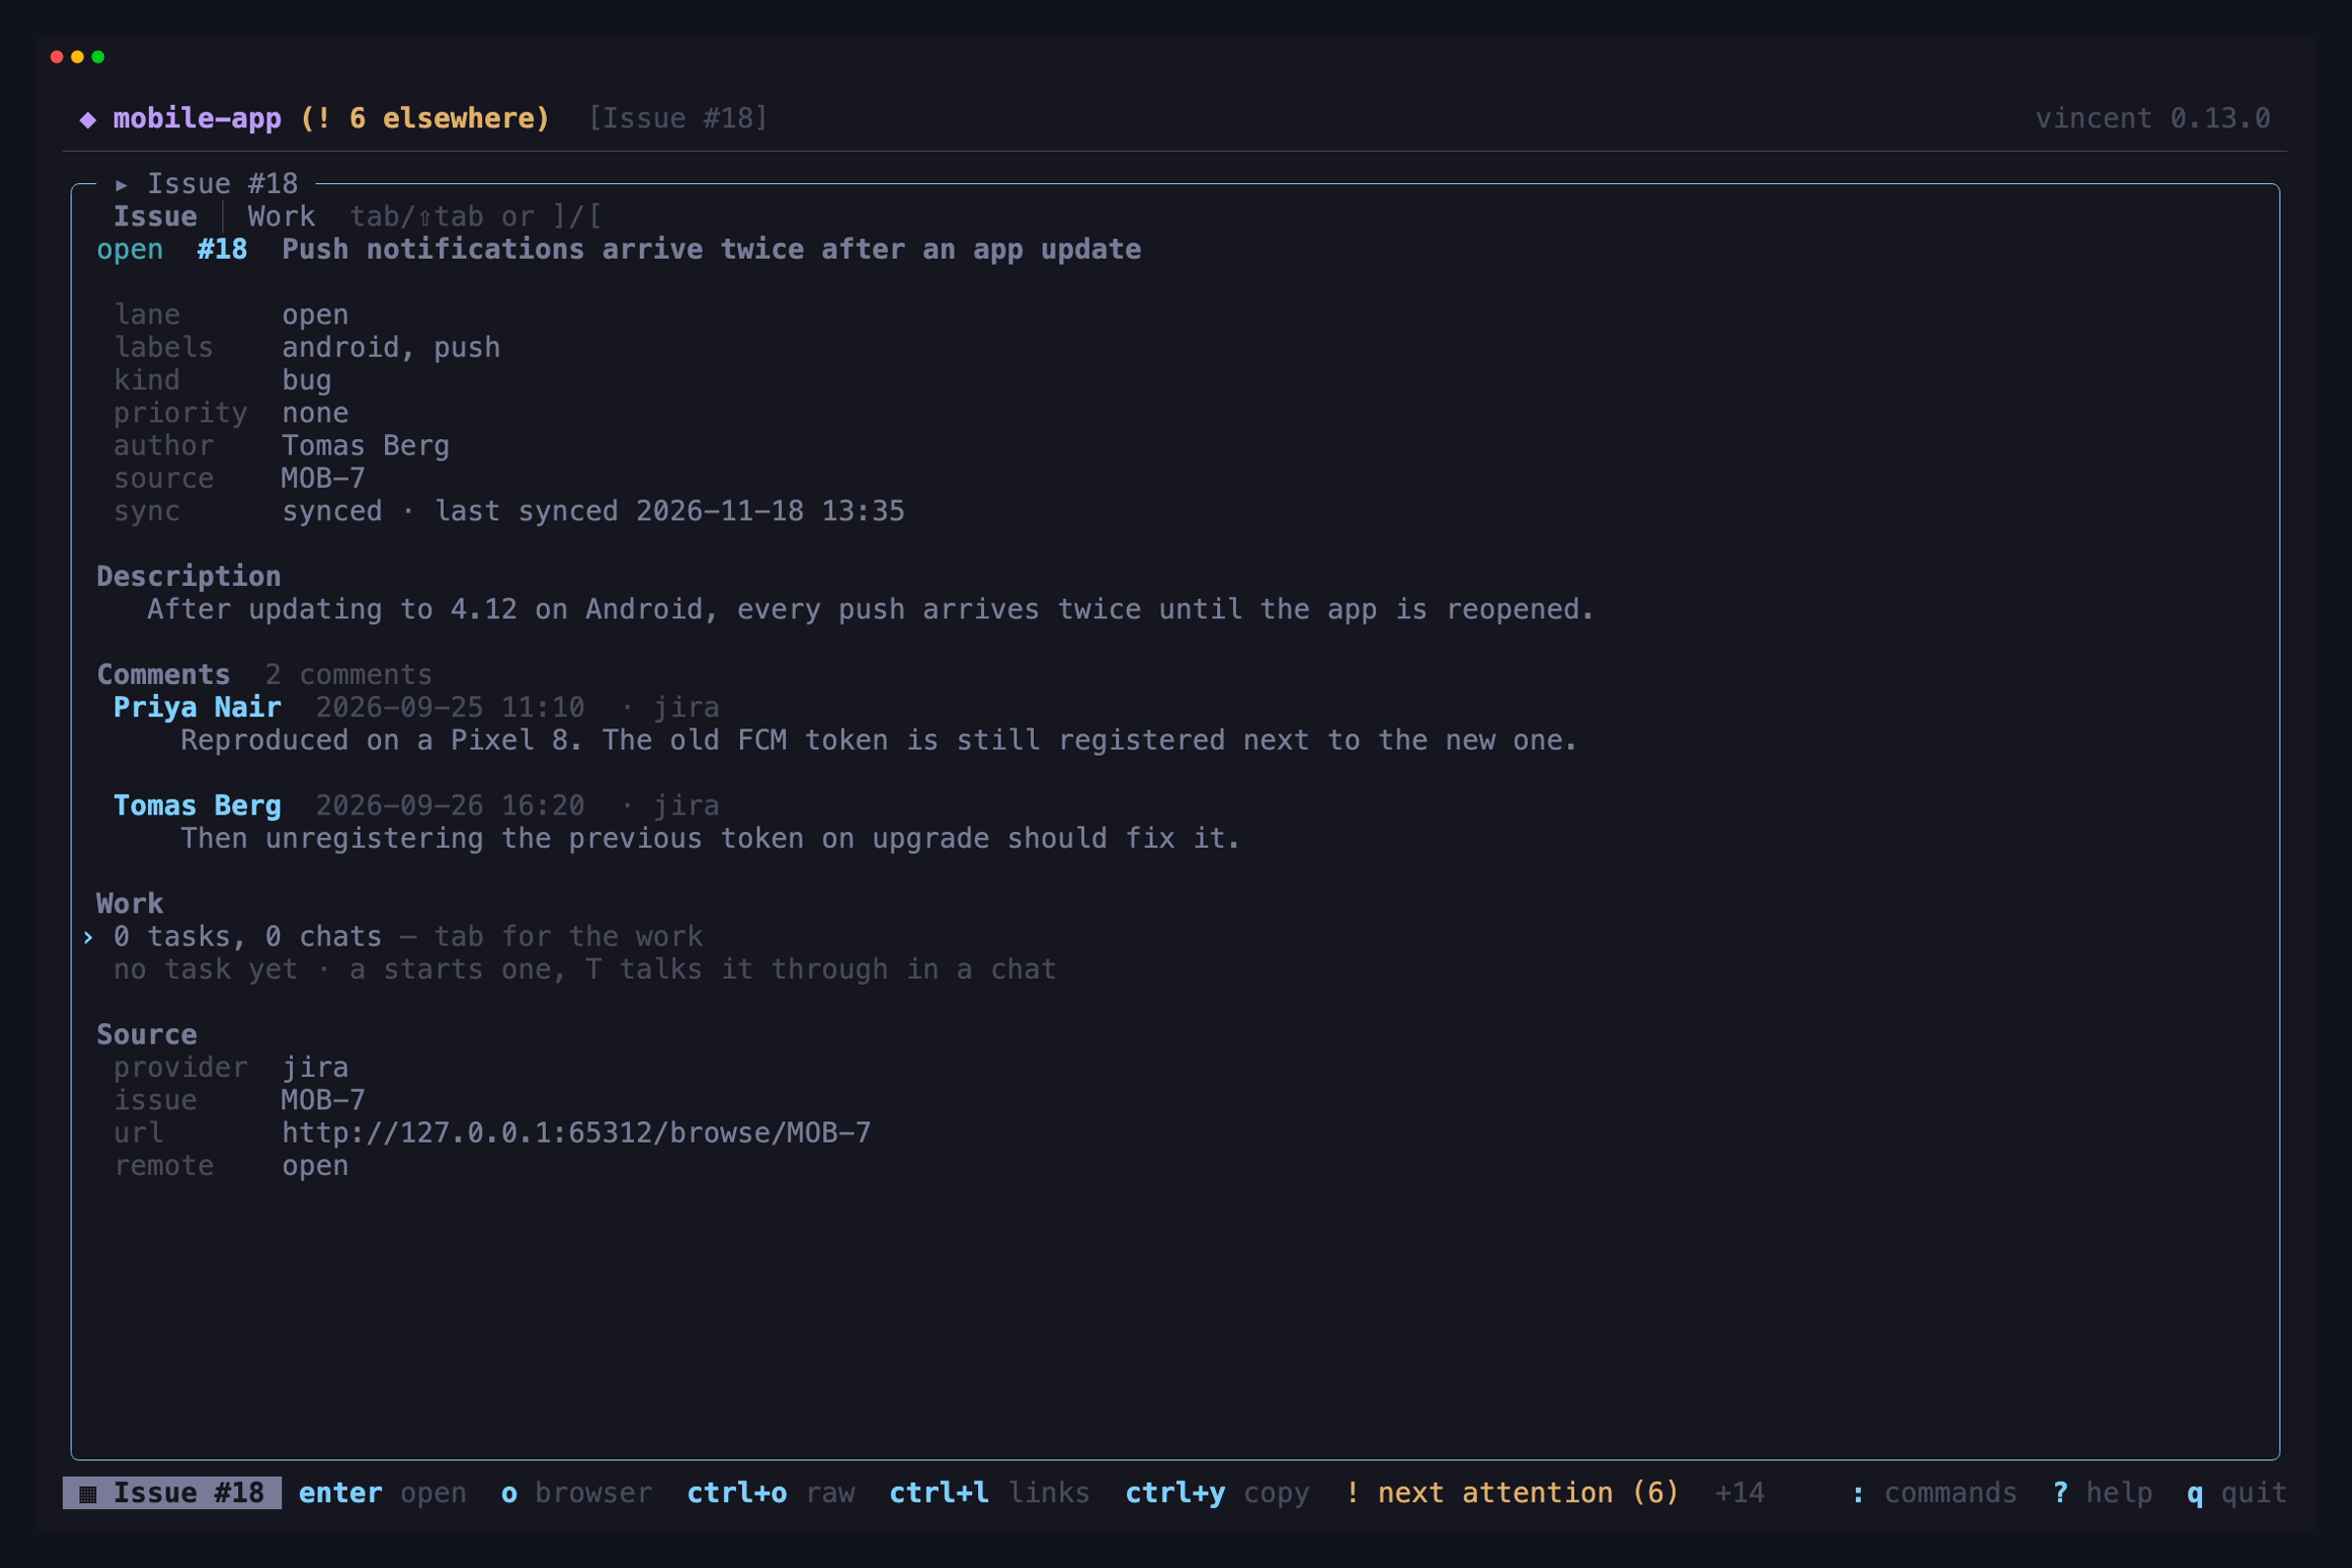 ◆ mobile-app (! 6 elsewhere) [Issue #18] vincent 0.13.0
▸ Issue #18
Issue │ Work tab/⇧tab or ]/[
open #18 Push notifications arrive twice after an app update
lane open
labels android, push
kind bug
priority none
author Tomas Berg
source MOB-7
sync synced · last synced 2026-11-18 13:35
Description
After updating to 4.12 on Android, every push arrives twice until the app is reopened.
Comments 2 comments
Priya Nair 2026-09-25 11:10 · jira
Reproduced on a Pixel 8. The old FCM token is still registered next to the new one.
Tomas Berg 2026-09-26 16:20 · jira
Then unregistering the previous token on upgrade should fix it.
Work
› 0 tasks, 0 chats — tab for the work
no task yet · a starts one, T talks it through in a chat
Source
provider jira
issue MOB-7
url http://127.0.0.1:65312/browse/MOB-7
remote open
▦ Issue #18 enter open o browser ctrl+o raw ctrl+l links ctrl+y copy ! next attention (6) +14 : commands ? help q quit